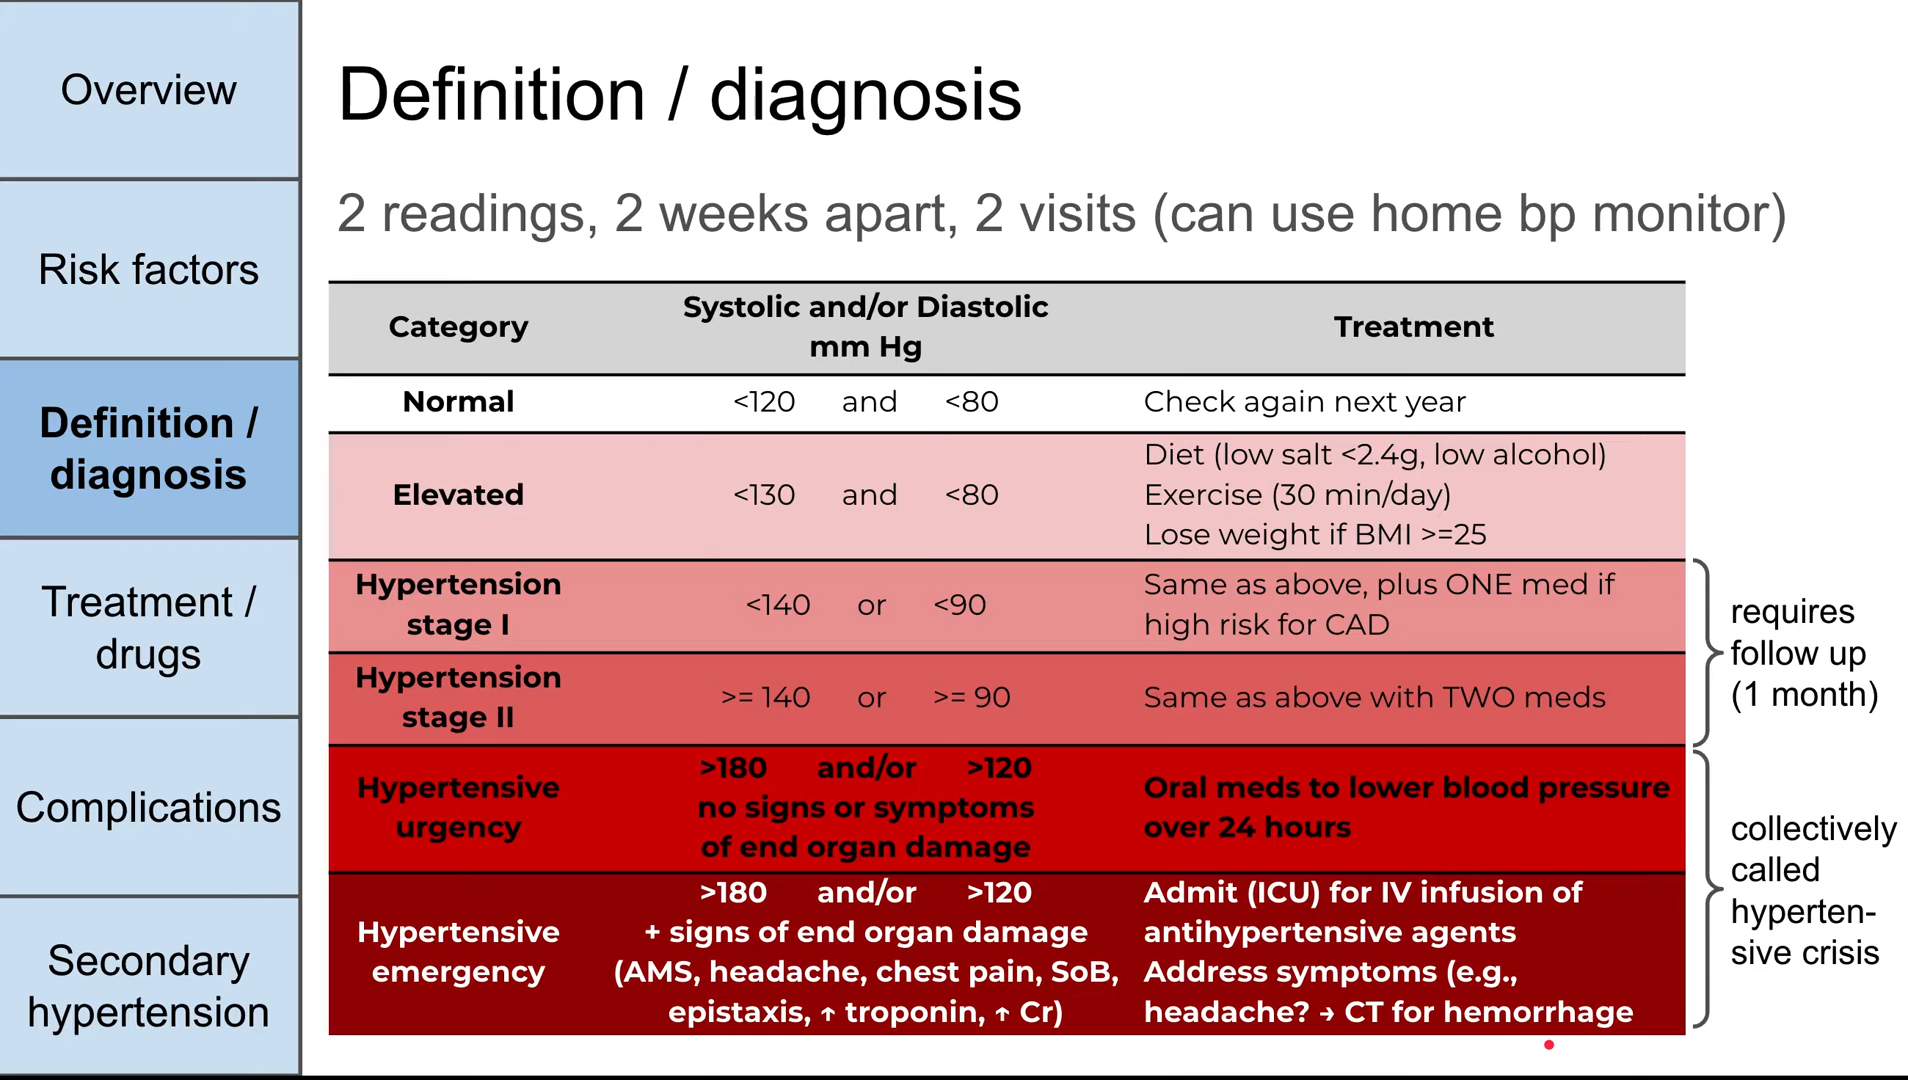 Overview
Risk factors
Definition /
diagnosis
Treatment /
drugs
Complications
Secondary
hypertension
Definition / diagnosis
2 readings, 2 weeks apart, 2 visits (can use home bp monitor)
Category
Systolic and/or Diastolic
mm Hg
Treatment
Normal
<120 and <80
Check again next year
Elevated
<130 and <80
Diet (low salt <2.4g, low alcohol)
Exercise (30 min/day)
Lose weight if BMI >=25
Hypertension
stage I
<140 or <90
Same as above, plus ONE med if
high risk for CAD
Hypertension
stage II
>= 140 or >= 90
Same as above with TWO meds
requires
follow up
(1 month)
Hypertensive
urgency
>180 and/or >120
no signs or symptoms
of end organ damage
Oral meds to lower blood pressure
over 24 hours
Hypertensive
emergency
>180 and/or >120
+ signs of end organ damage
(AMS, headache, chest pain, SoB,
epistaxis, ↑ troponin, ↑ Cr)
Admit (ICU) for IV infusion of
antihypertensive agents
Address symptoms (e.g.,
headache? → CT for hemorrhage
collectively
called
hyperten-
sive crisis